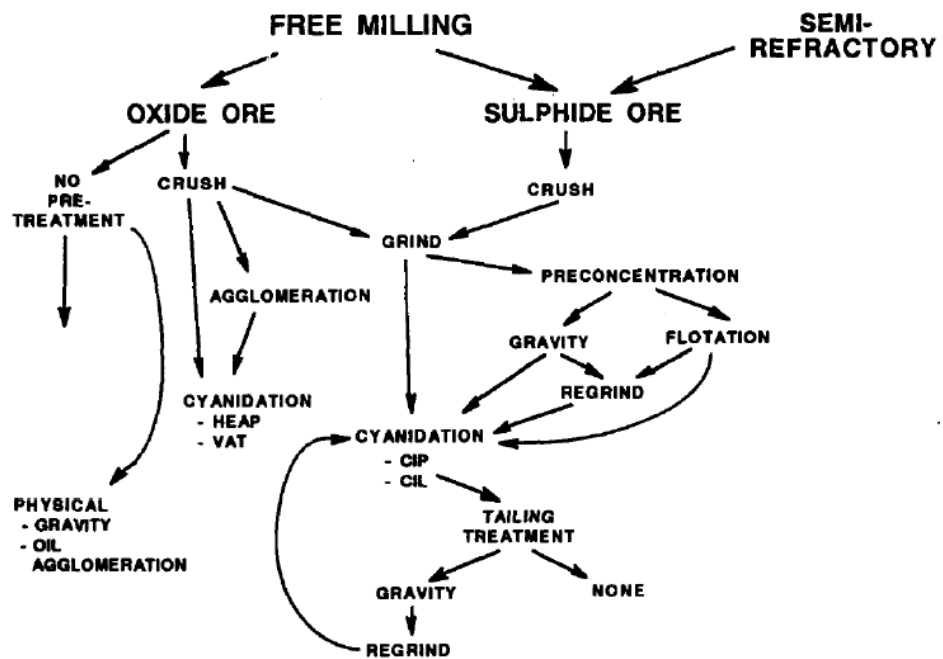 FREE MILLING
SEMI-
REFRACTORY
OXIDE ORE
SULPHIDE ORE
NO
PRE-
TREATMENT
CRUSH
CRUSH
GRIND
AGGLOMERATION
PRECONCENTRATION
GRAVITY
FLOTATION
REGRIND
CYANIDATION
- HEAP
- VAT
CYANIDATION
- CIP
- CIL
PHYSICAL
- GRAVITY
- OIL
AGGLOMERATION
TAILING
TREATMENT
GRAVITY
NONE
REGRIND